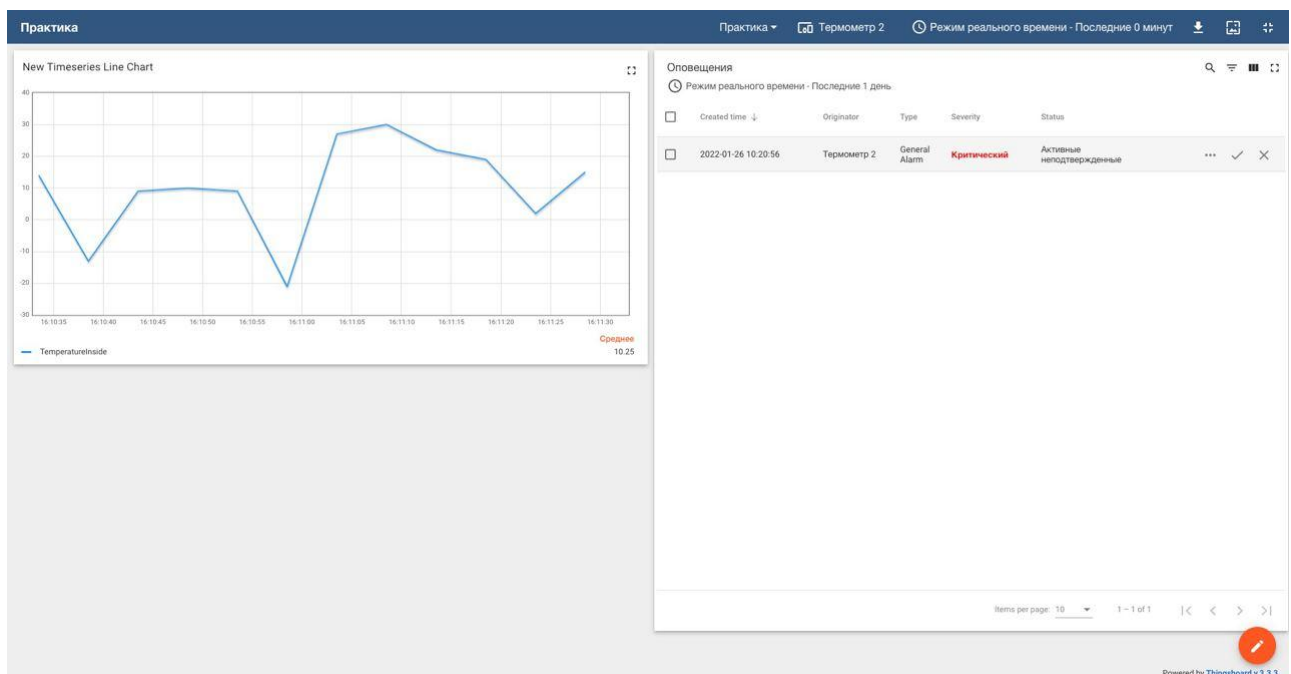 Практика
Практика
Термометр 2
Режим реального времени - Последние 0 минут
New Timeseries Line Chart
40
30
20
10
0
-10
-20
-30
16:10:35 16:10:40 16:10:45 16:10:50 16:10:55 16:11:00 16:11:05 16:11:10 16:11:15 16:11:20 16:11:25 16:11:30
Среднее
TemperatureInside 10.25
Оповещения
Режим реального времени - Последние 1 день
Created time Originator Type Severity Status
2022-01-26 10:20:56 Термометр 2 General Alarm Критический Активные неподтвержденные
Items per page: 10 1 – 1 of 1
Powered by Thingsboard v.3.3.3